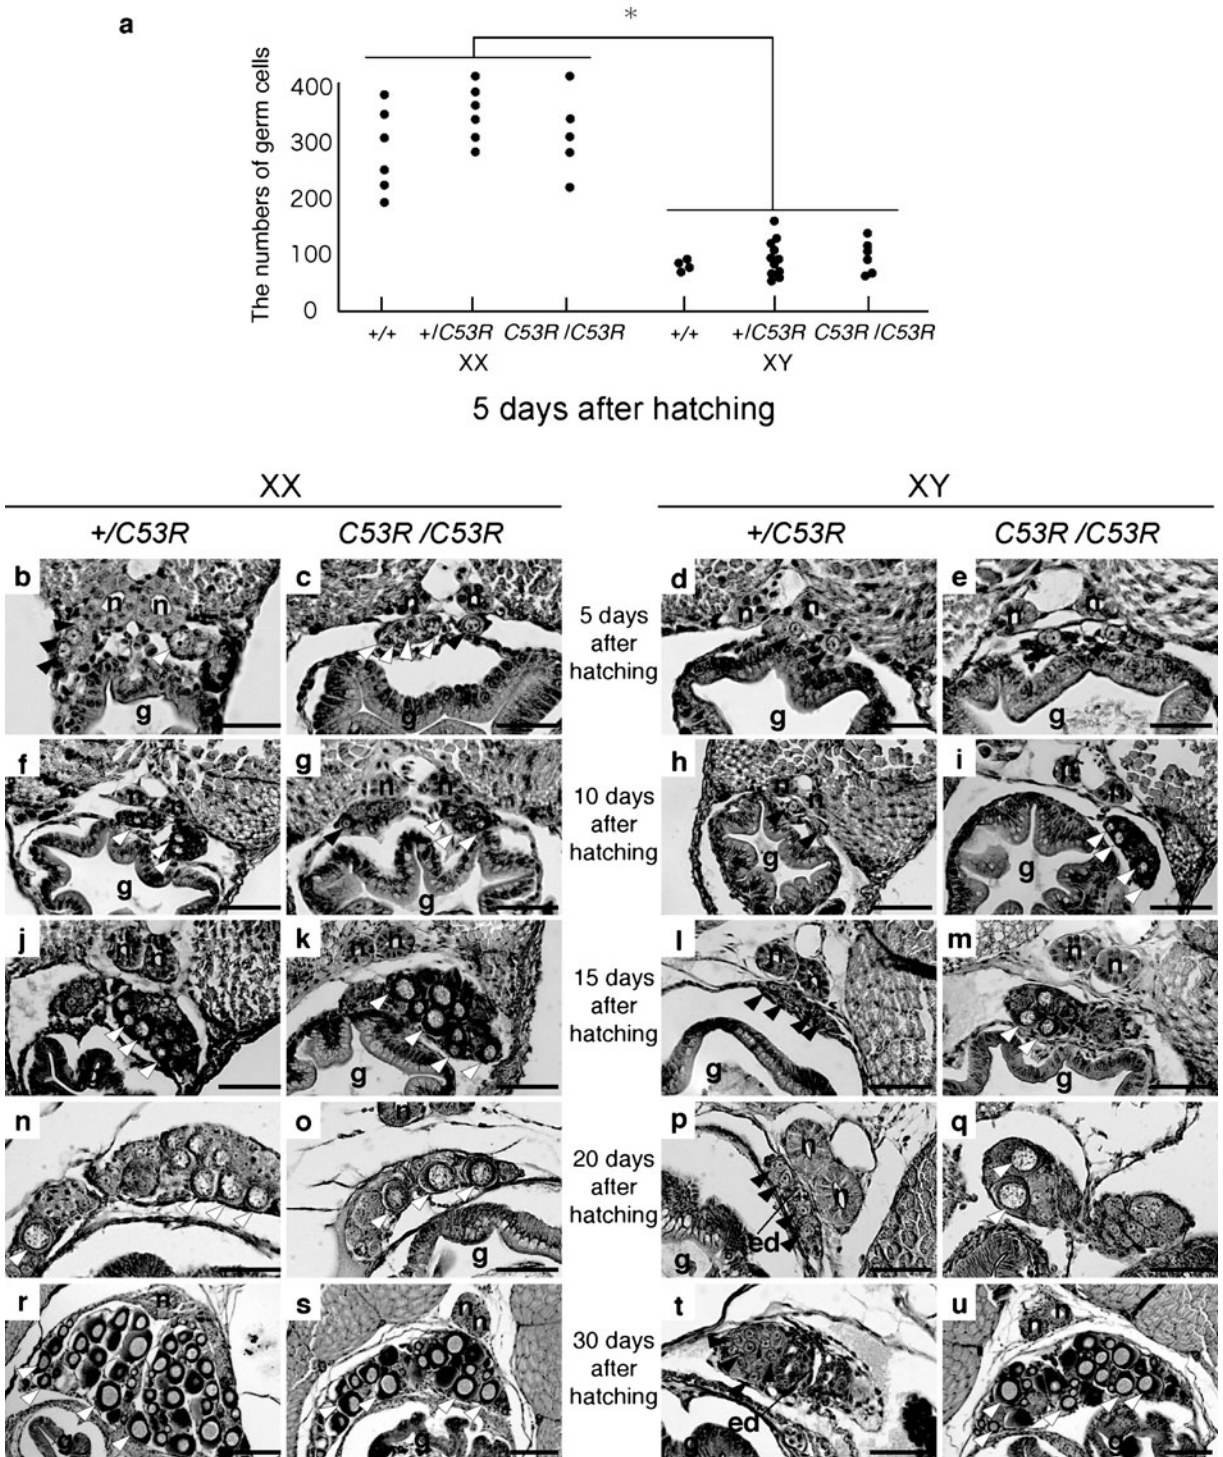 a
*
The numbers of germ cells
400
300
200
100
0
+/+ +/C53R C53R /C53R +/+ +/C53R C53R /C53R
XX XY
5 days after hatching
XX XY
+/C53R C53R /C53R +/C53R C53R /C53R
b n n g
c n n g
5 days
after
hatching
d n n g
e n n g
f n n g
g n n g
10 days
after
hatching
h n n g
i n n g
j n n g
k n n g
15 days
after
hatching
l n n g
m n n g
n
o n g
20 days
after
hatching
p n n ed g
q
r n g
s n n g
30 days
after
hatching
t ed g
u n n g